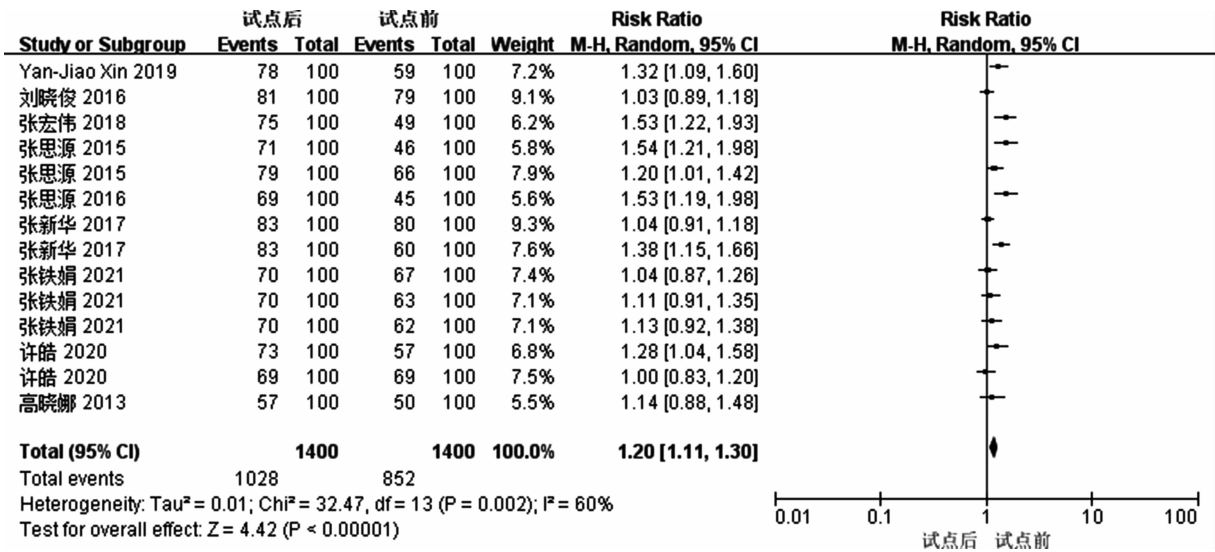 试点后 试点前 Risk Ratio Risk Ratio
Study or Subgroup Events Total Events Total Weight M-H, Random, 95% CI M-H, Random, 95% CI
Yan-Jiao Xin 2019 78 100 59 100 7.2% 1.32 [1.09, 1.60]
刘晓俊 2016 81 100 79 100 9.1% 1.03 [0.89, 1.18]
张宏伟 2018 75 100 49 100 6.2% 1.53 [1.22, 1.93]
张思源 2015 71 100 46 100 5.8% 1.54 [1.21, 1.98]
张思源 2015 79 100 66 100 7.9% 1.20 [1.01, 1.42]
张思源 2016 69 100 45 100 5.6% 1.53 [1.19, 1.98]
张新华 2017 83 100 80 100 9.3% 1.04 [0.91, 1.18]
张新华 2017 83 100 60 100 7.6% 1.38 [1.15, 1.66]
张铁娟 2021 70 100 67 100 7.4% 1.04 [0.87, 1.26]
张铁娟 2021 70 100 63 100 7.1% 1.11 [0.91, 1.35]
张铁娟 2021 70 100 62 100 7.1% 1.13 [0.92, 1.38]
许皓 2020 73 100 57 100 6.8% 1.28 [1.04, 1.58]
许皓 2020 69 100 69 100 7.5% 1.00 [0.83, 1.20]
高晓娜 2013 57 100 50 100 5.5% 1.14 [0.88, 1.48]
Total (95% CI) 1400 1400 100.0% 1.20 [1.11, 1.30]
Total events 1028 852
Heterogeneity: Tau² = 0.01; Chi² = 32.47, df = 13 (P = 0.002); I² = 60%
Test for overall effect: Z = 4.42 (P < 0.00001)
0.01 0.1 1 10 100
试点后 试点前